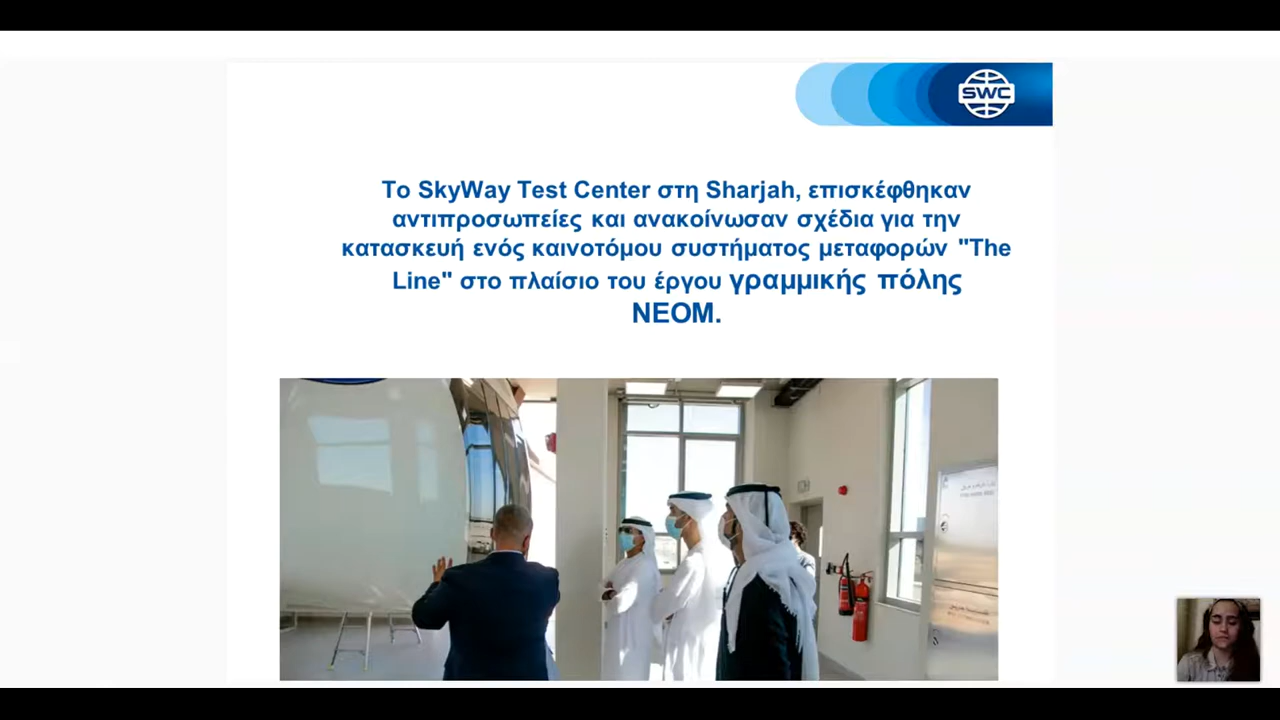 SWC
Το SkyWay Test Center στη Sharjah, επισκέφθηκαν
αντιπροσωπείες και ανακοίνωσαν σχέδια για την
κατασκευή ενός καινοτόμου συστήματος μεταφορών "The
Line" στο πλαίσιο του έργου γραμμικής πόλης
NEOM.